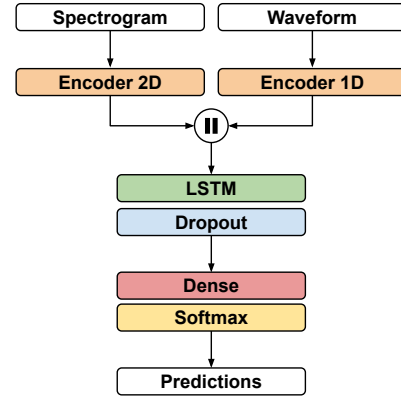 Spectrogram
Waveform
Encoder 2D
Encoder 1D
LSTM
Dropout
Dense
Softmax
Predictions